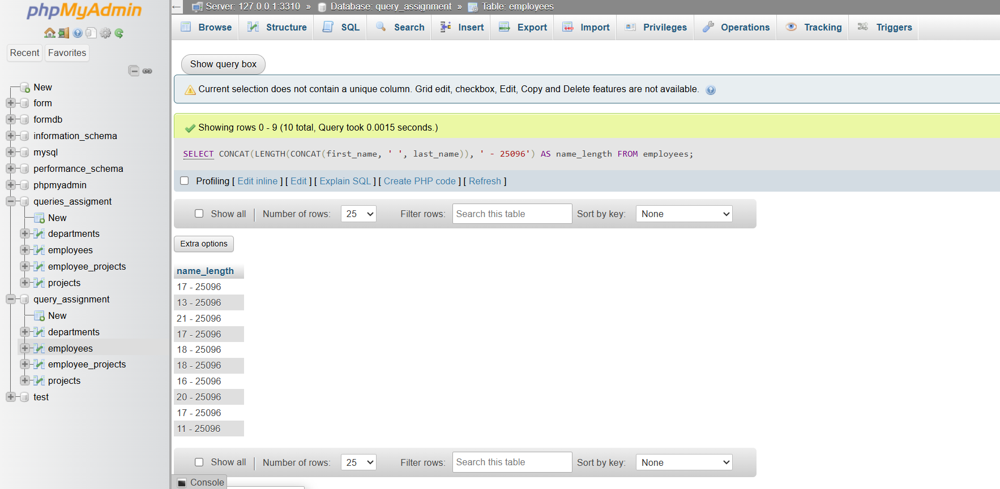 phpMyAdmin
Recent Favorites
New
form
formdb
information_schema
mysql
performance_schema
phpmyadmin
queries_assigment
New
departments
employees
employee_projects
projects
query_assignment
New
departments
employees
employee_projects
projects
test
Server: 127.0.0.1:3310 » Database: query_assignment » Table: employees
Browse Structure SQL Search Insert Export Import Privileges Operations Tracking Triggers
Show query box
Current selection does not contain a unique column. Grid edit, checkbox, Edit, Copy and Delete features are not available.
Showing rows 0 - 9 (10 total, Query took 0.0015 seconds.)
SELECT CONCAT(LENGTH(CONCAT(first_name, ' ', last_name)), ' - 25096') AS name_length FROM employees;
Profiling [ Edit inline ] [ Edit ] [ Explain SQL ] [ Create PHP code ] [ Refresh ]
Show all | Number of rows: 25 Filter rows: Search this table Sort by key: None
Extra options
name_length
17 - 25096
13 - 25096
21 - 25096
17 - 25096
18 - 25096
18 - 25096
16 - 25096
20 - 25096
17 - 25096
11 - 25096
Show all | Number of rows: 25 Filter rows: Search this table Sort by key: None
Console